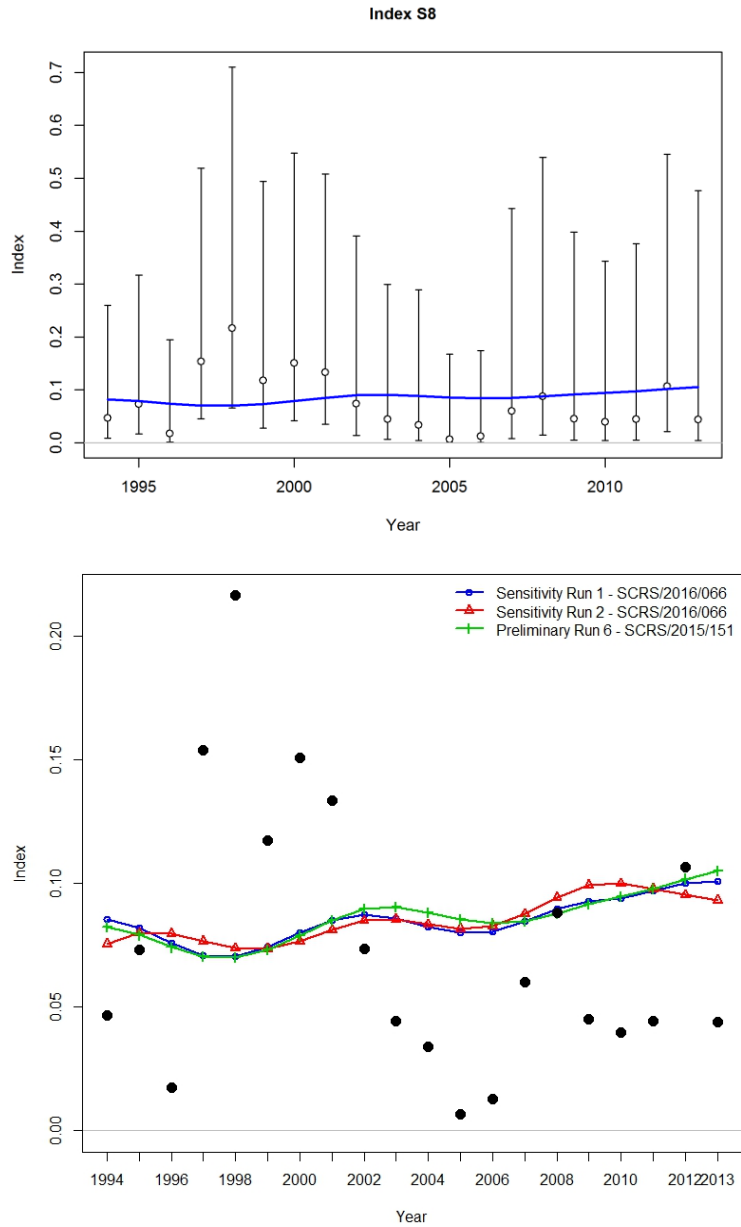 Index S8
0.7
0.6
0.5
0.4
0.3
0.2
0.1
0.0
Index
1995 2000 2005 2010
Year
Sensitivity Run 1 - SCRS/2016/066
Sensitivity Run 2 - SCRS/2016/066
Preliminary Run 6 - SCRS/2015/151
0.20
0.15
0.10
0.05
0.00
Index
1994 1996 1998 2000 2002 2004 2006 2008 2010 2012 2013
Year